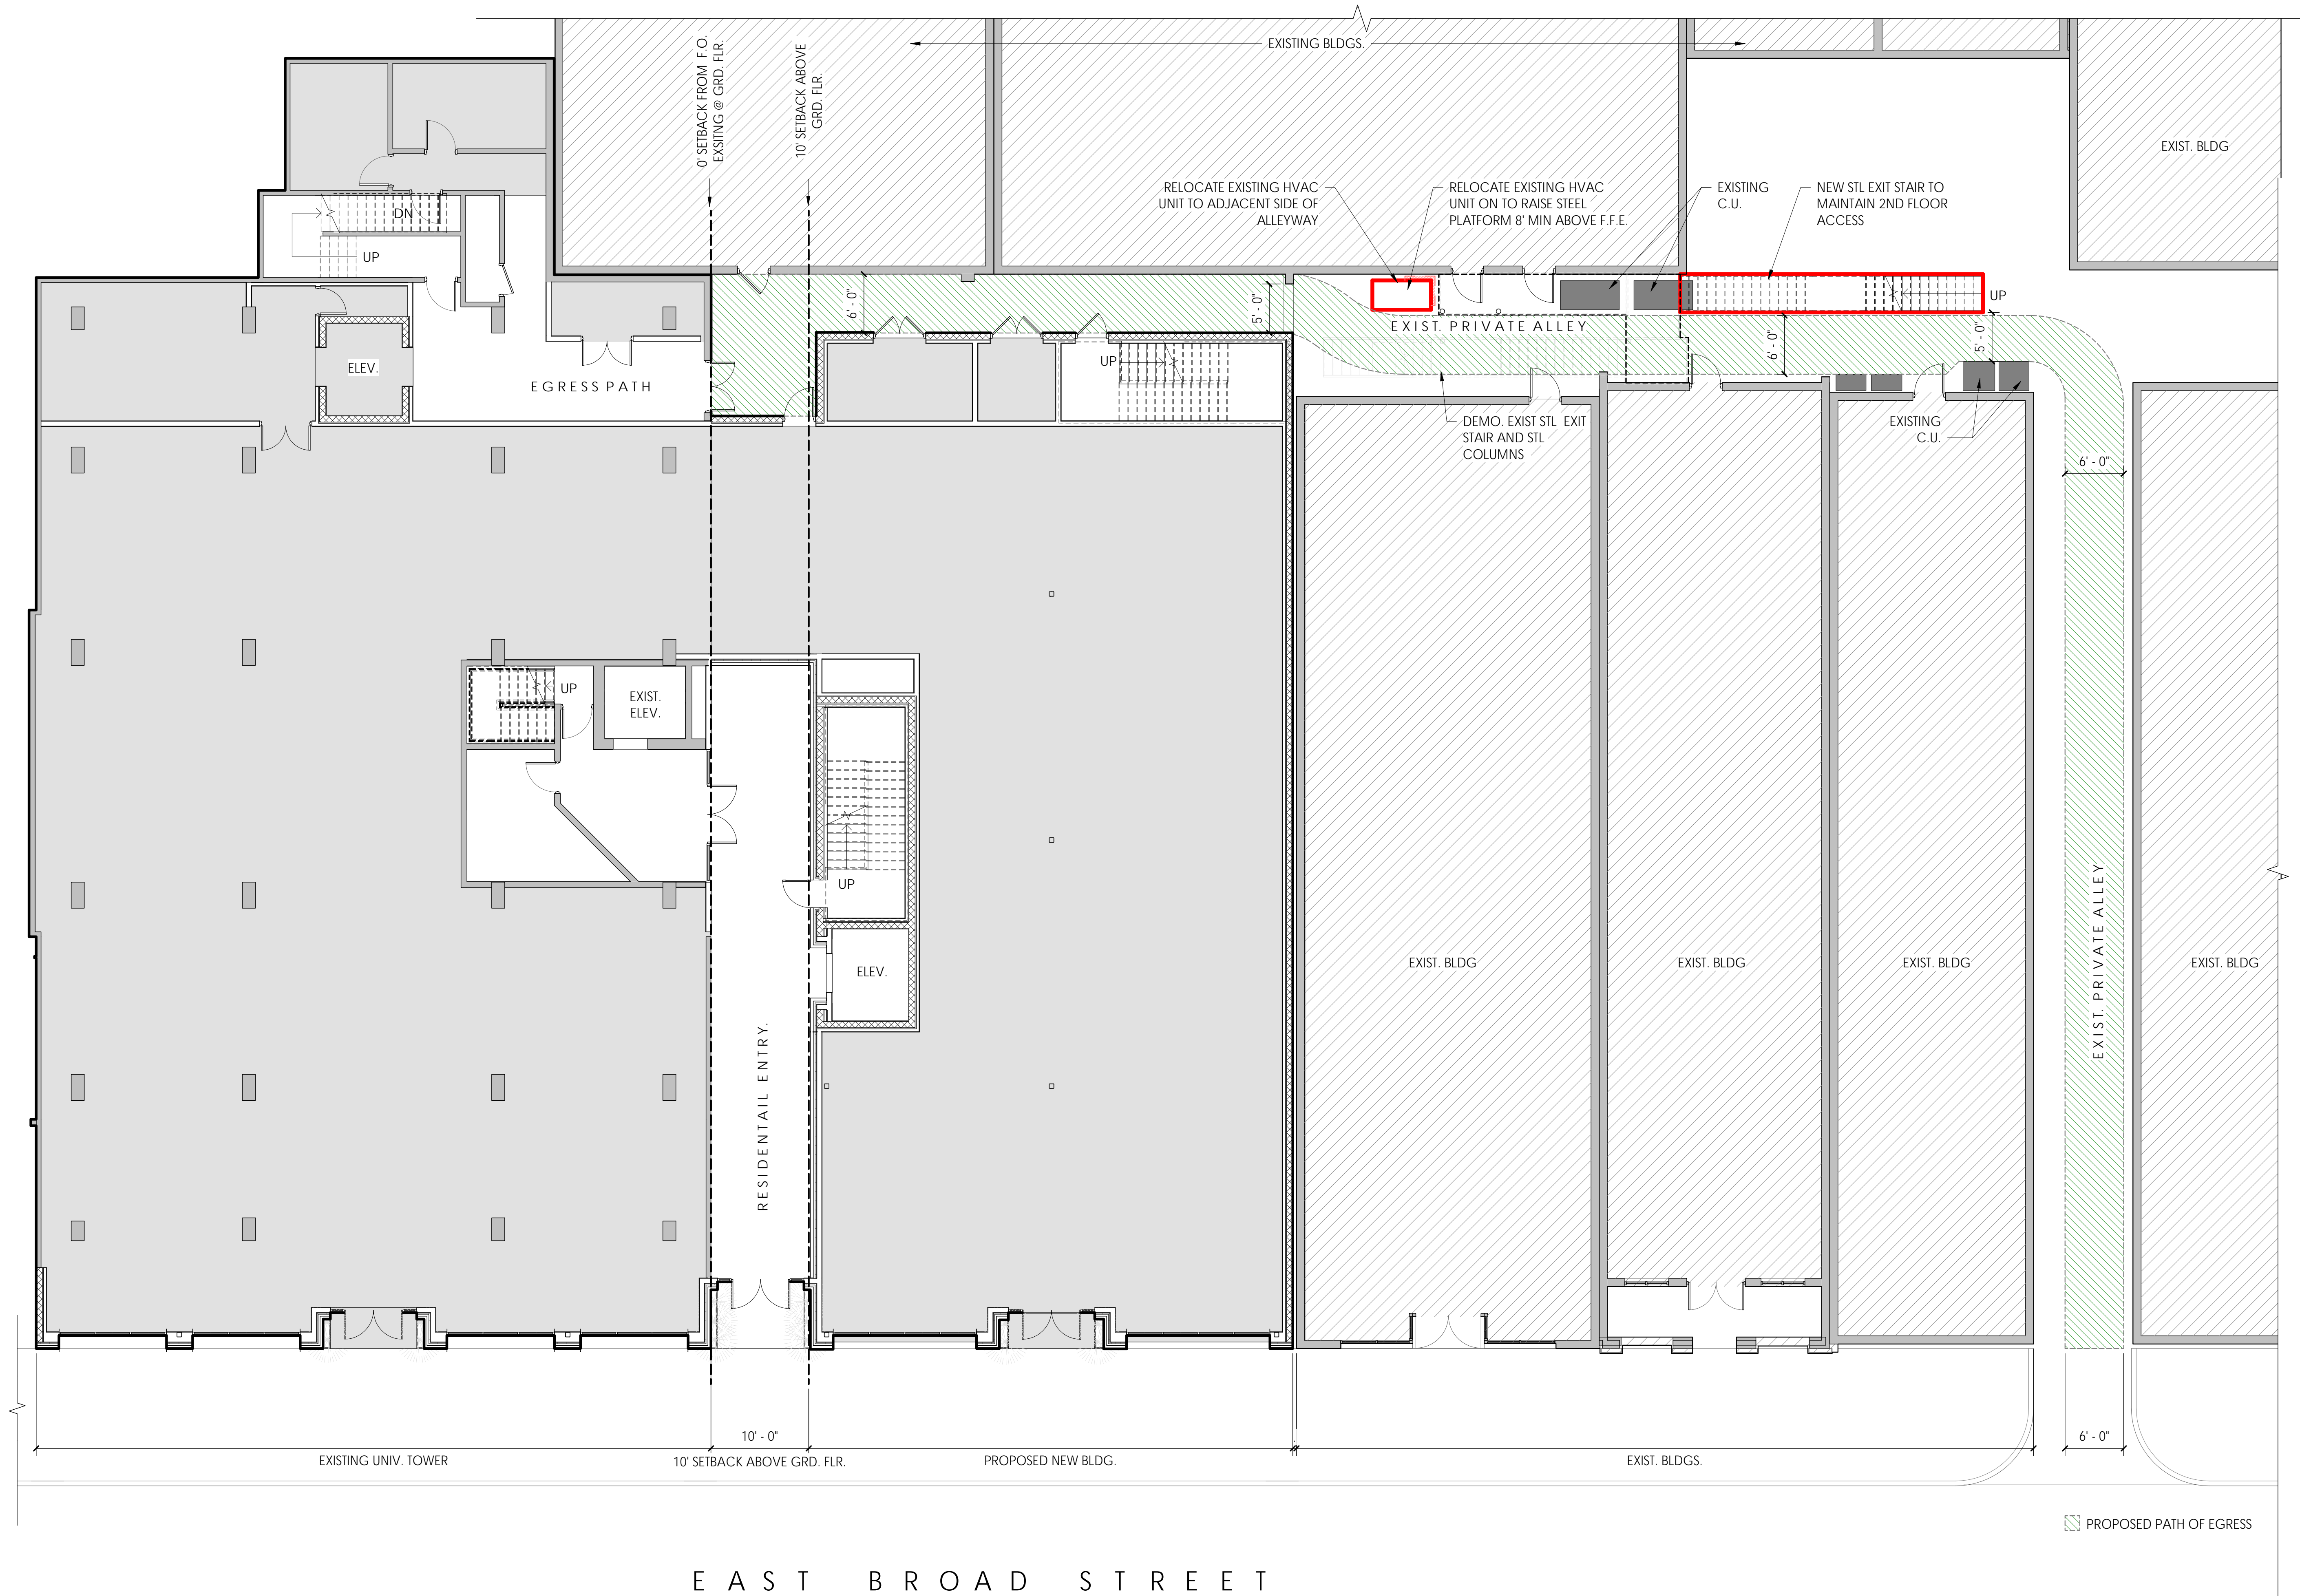 0' SETBACK FROM F.O.
EXSITNG @ GRD. FLR.
10' SETBACK ABOVE
GRD. FLR.
EXISTING BLDGS.
EXIST. BLDG
RELOCATE EXISTING HVAC
UNIT TO ADJACENT SIDE OF
ALLEYWAY
RELOCATE EXISTING HVAC
UNIT ON TO RAISE STEEL
PLATFORM 8' MIN ABOVE F.F.E.
EXISTING
C.U.
NEW STL EXIT STAIR TO
MAINTAIN 2ND FLOOR
ACCESS
DN
UP
UP
6' - 0"
5' - 0"
EXIST. PRIVATE ALLEY
6' - 0"
5' - 0"
ELEV.
EGRESS PATH
UP
DEMO. EXIST STL EXIT
STAIR AND STL
COLUMNS
EXISTING
C.U.
6' - 0"
UP
EXIST.
ELEV.
UP
ELEV.
RESIDENTAIL ENTRY.
EXIST. BLDG
EXIST. BLDG
EXIST. BLDG
EXIST. PRIVATE ALLEY
EXIST. BLDG
10' - 0"
6' - 0"
EXISTING UNIV. TOWER
10' SETBACK ABOVE GRD. FLR.
PROPOSED NEW BLDG.
EXIST. BLDGS.
PROPOSED PATH OF EGRESS
EAST BROAD STREET